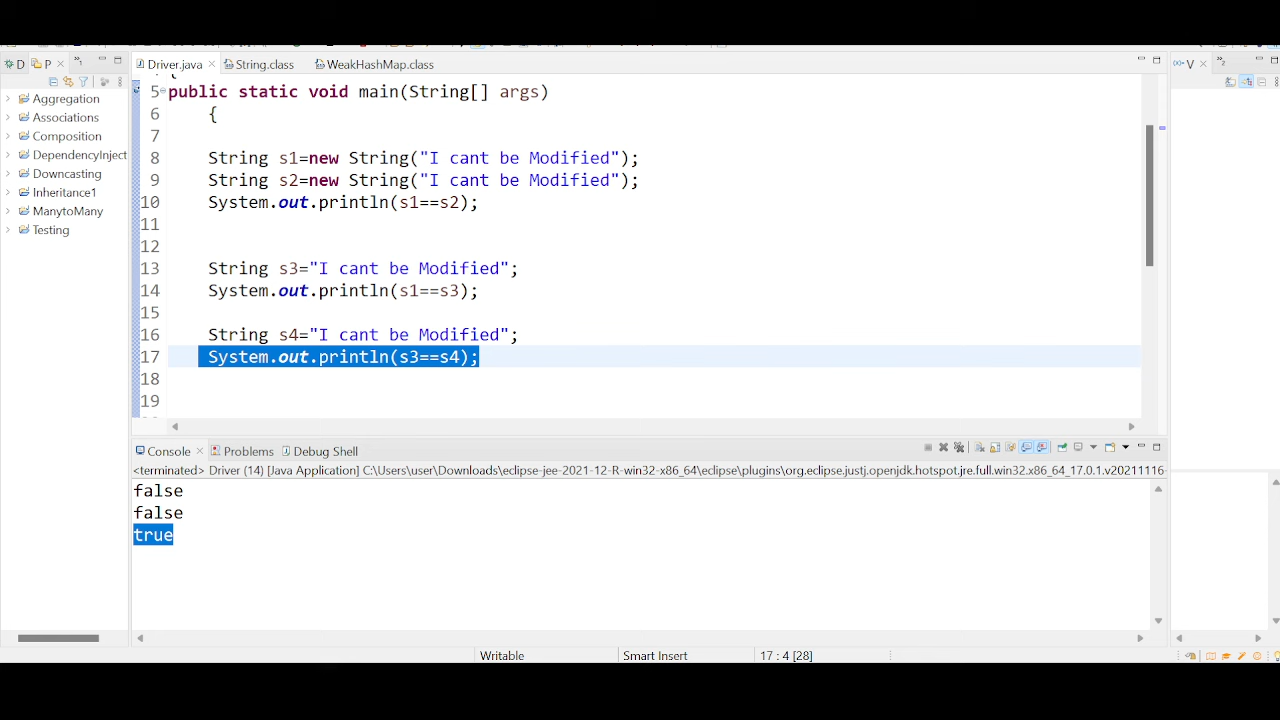 D P »1
Driver.java String.class WeakHashMap.class
V »2
Aggregation
Associations
Composition
DependencyInject
Downcasting
Inheritance1
ManytoMany
Testing
5 public static void main(String[] args)
6 {
7
8 String s1=new String("I cant be Modified");
9 String s2=new String("I cant be Modified");
10 System.out.println(s1==s2);
11
12
13 String s3="I cant be Modified";
14 System.out.println(s1==s3);
15
16 String s4="I cant be Modified";
17 System.out.println(s3==s4);
18
19
Console Problems Debug Shell
<terminated> Driver (14) [Java Application] C:\Users\user\Downloads\eclipse-jee-2021-12-R-win32-x86_64\eclipse\plugins\org.eclipse.justj.openjdk.hotspot.jre.full.win32.x86_64_17.0.1.v20211116-
false
false
true
Writable Smart Insert 17 : 4 [28]